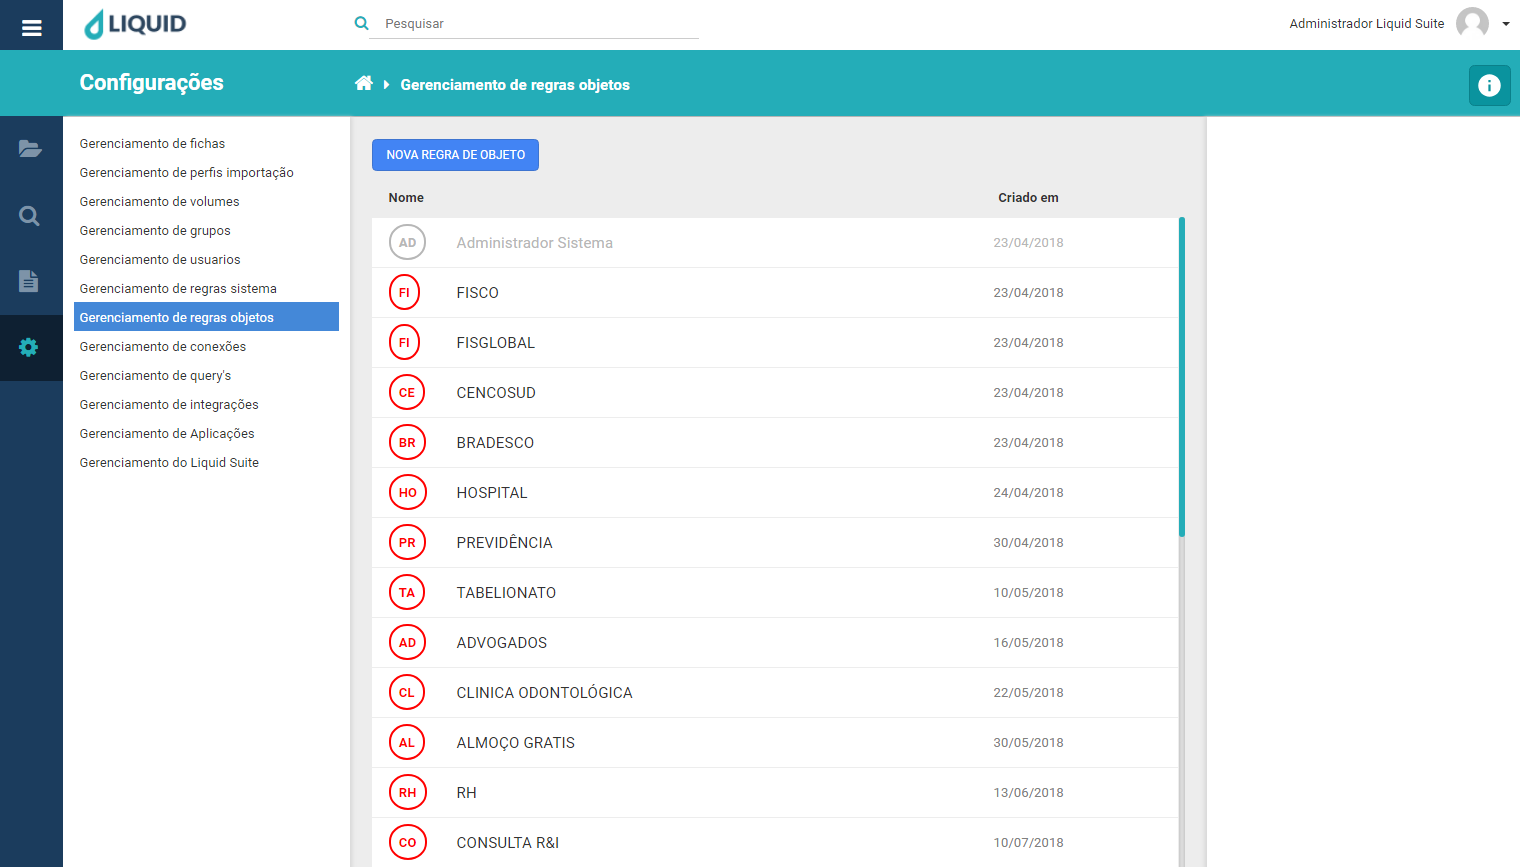 LIQUID
Pesquisar
Administrador Liquid Suite
Configurações
Gerenciamento de regras objetos
Gerenciamento de fichas
Gerenciamento de perfis importação
Gerenciamento de volumes
Gerenciamento de grupos
Gerenciamento de usuarios
Gerenciamento de regras sistema
Gerenciamento de regras objetos
Gerenciamento de conexões
Gerenciamento de query's
Gerenciamento de integrações
Gerenciamento de Aplicações
Gerenciamento do Liquid Suite
NOVA REGRA DE OBJETO
Nome Criado em
AD Administrador Sistema 23/04/2018
FI FISCO 23/04/2018
FI FISGLOBAL 23/04/2018
CE CENCOSUD 23/04/2018
BR BRADESCO 23/04/2018
HO HOSPITAL 24/04/2018
PR PREVIDÊNCIA 30/04/2018
TA TABELIONATO 10/05/2018
AD ADVOGADOS 16/05/2018
CL CLINICA ODONTOLÓGICA 22/05/2018
AL ALMOÇO GRATIS 30/05/2018
RH RH 13/06/2018
CO CONSULTA R&I 10/07/2018